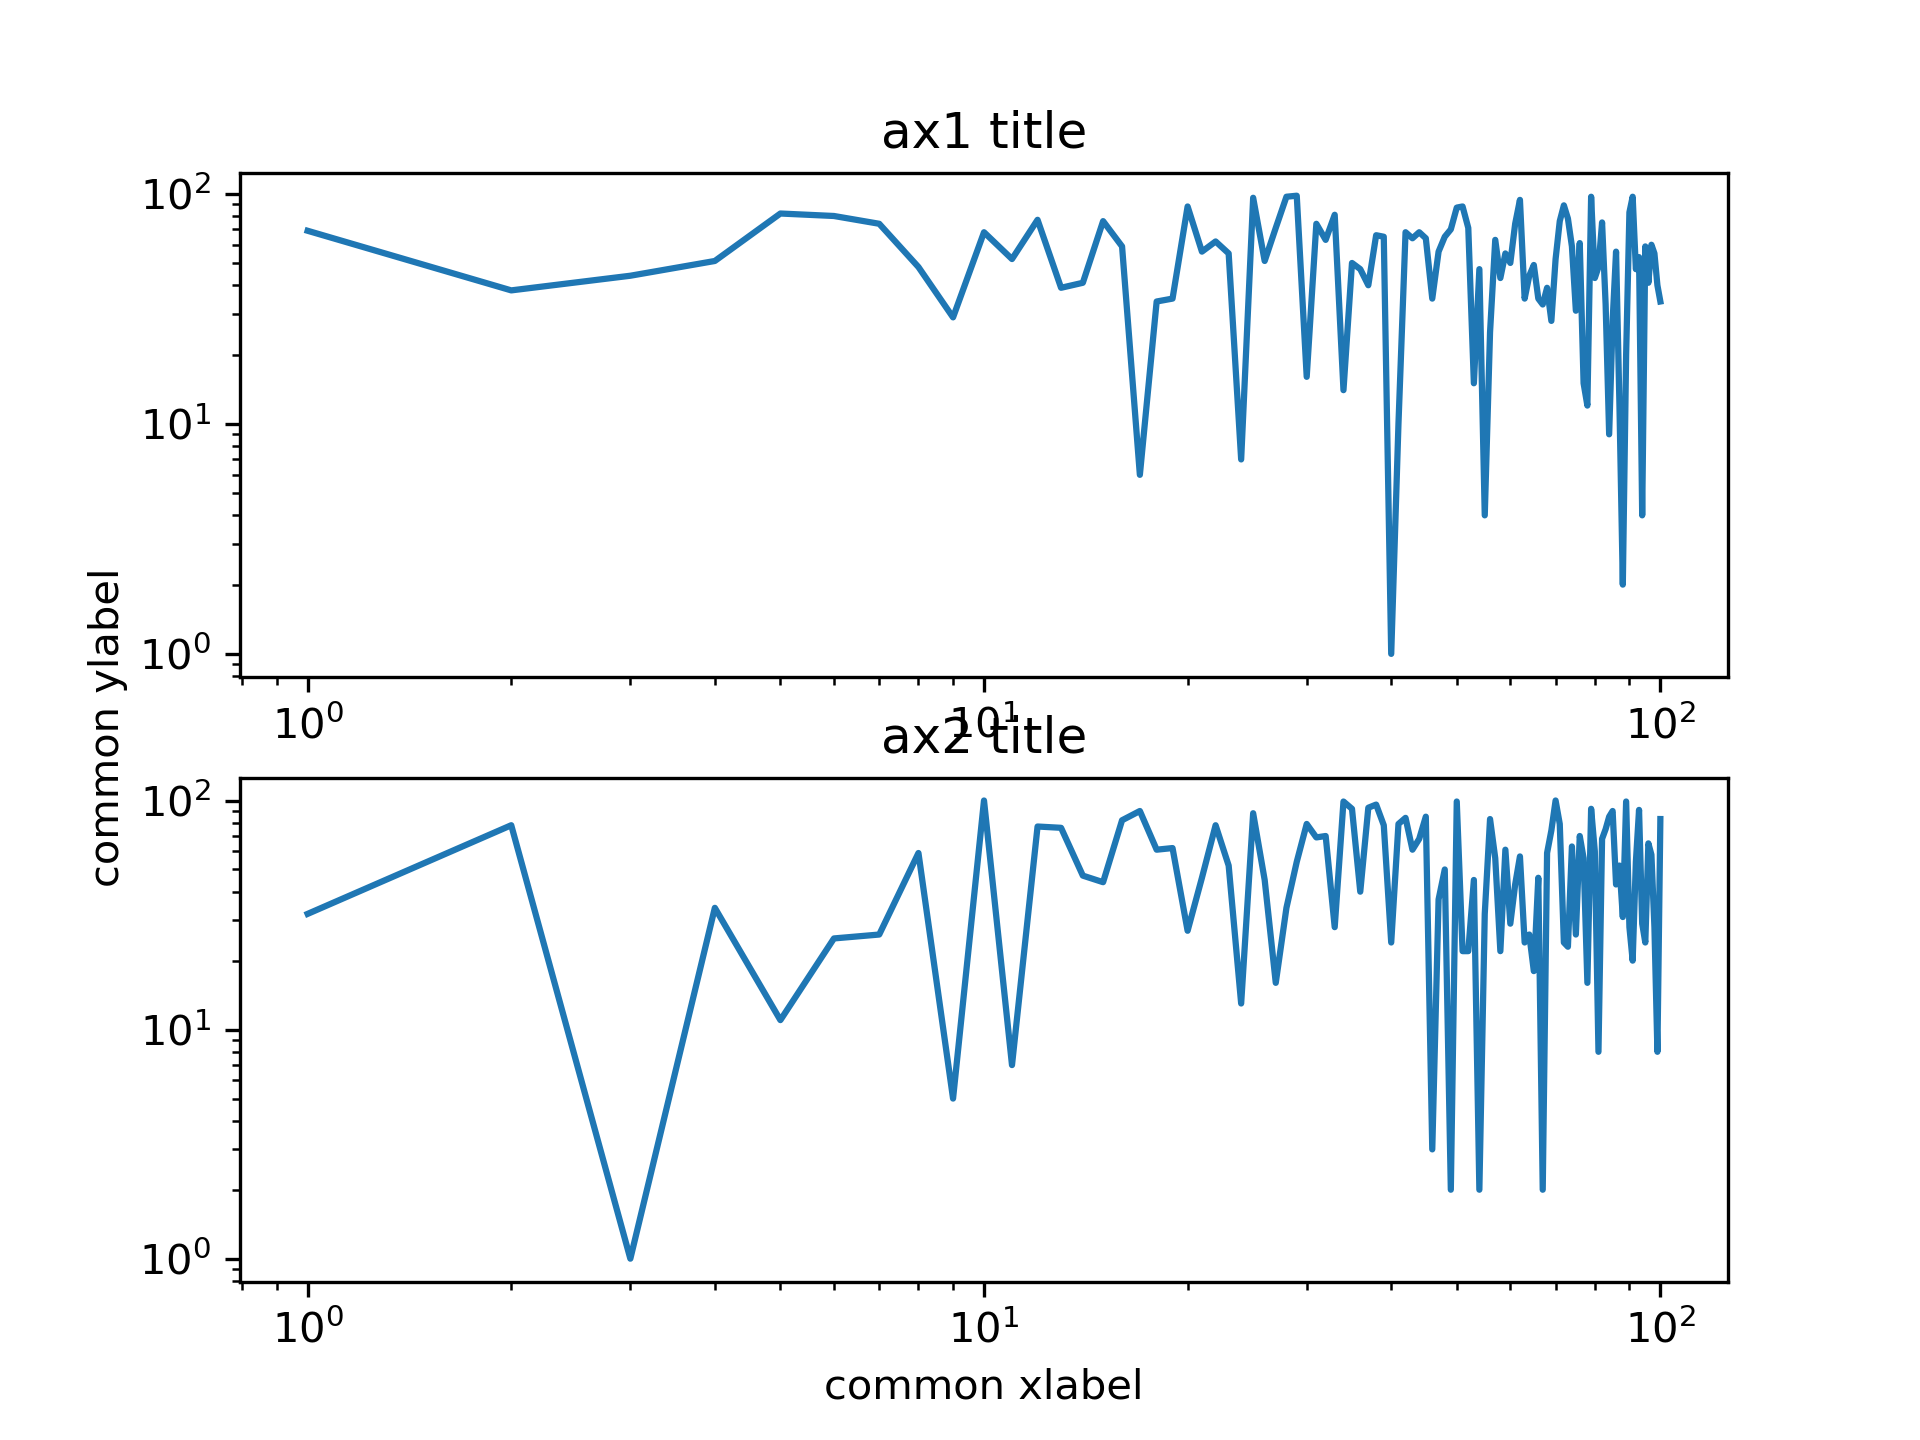 ax1 title
10²
10¹
10⁰
10⁰ 10¹ 10²
common ylabel
ax2 title
10²
10¹
10⁰
10⁰ 10¹ 10²
common xlabel